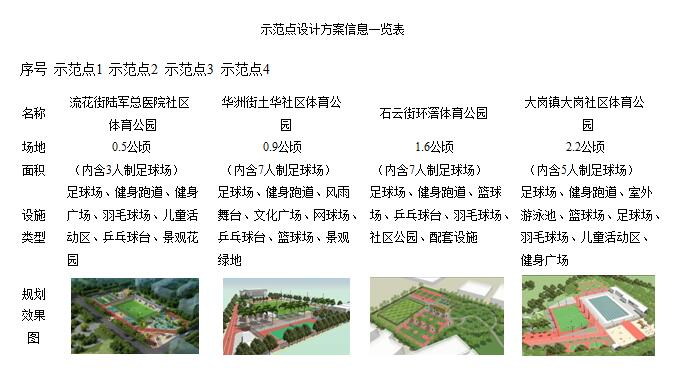 示范点设计方案信息一览表
序号 示范点1 示范点2 示范点3 示范点4
名称 流花街陆军总医院社区体育公园 华洲街土华社区体育公园 石云街环滘体育公园 大岗镇大岗社区体育公园
场地面积 0.5公顷（内含3人制足球场） 0.9公顷（内含7人制足球场） 1.6公顷（内含7人制足球场） 2.2公顷（内含5人制足球场）
设施类型 足球场、健身跑道、健身广场、羽毛球场、儿童活动区、乒乓球台、景观花园 足球场、健身跑道、风雨舞台、文化广场、网球场、乒乓球台、篮球场、景观绿地 足球场、健身跑道、篮球场、乒乓球台、羽毛球场、社区公园、配套设施 足球场、健身跑道、室外游泳池、篮球场、足球场、羽毛球场、儿童活动区、健身广场
规划效果图